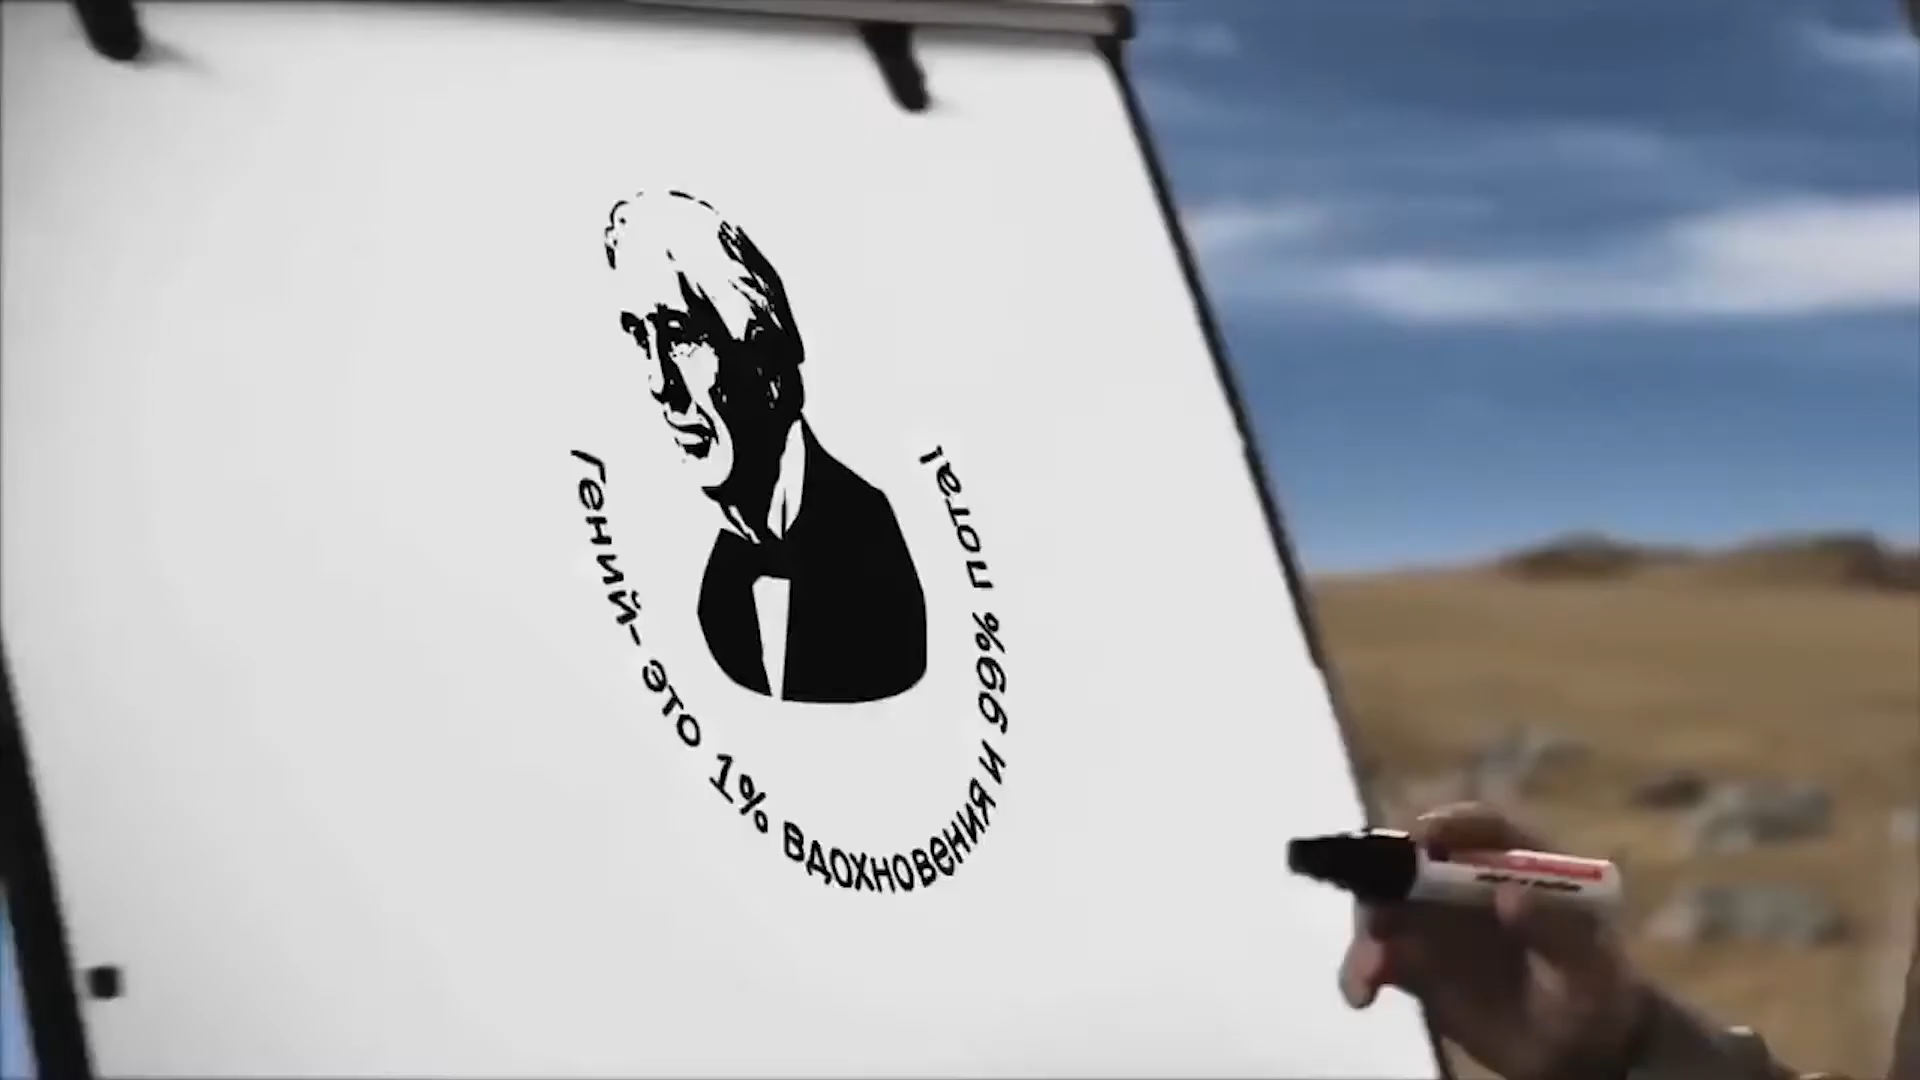 Гений- это 1% вдохновения и 99% пота!